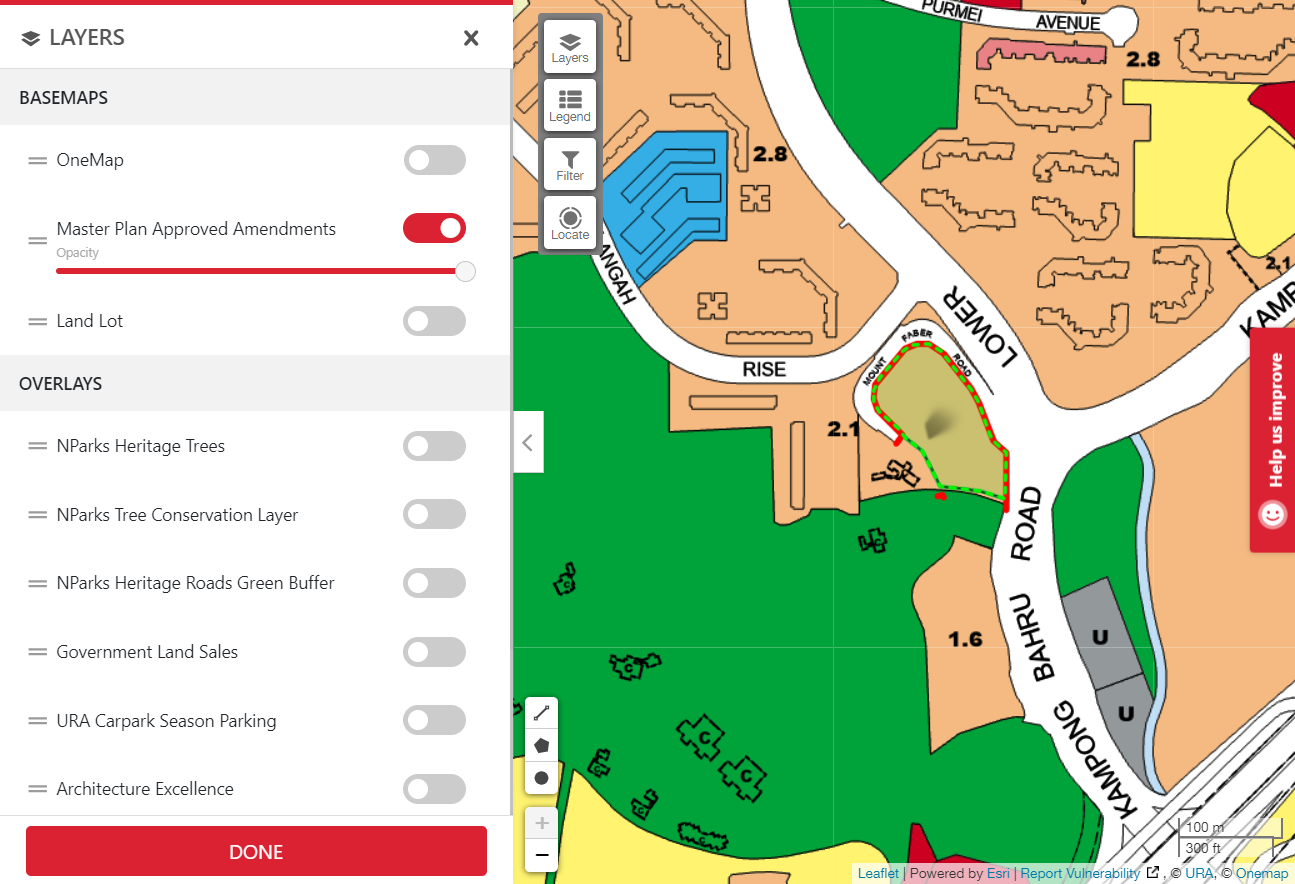 LAYERS
BASEMAPS
OneMap
Master Plan Approved Amendments
Opacity
Land Lot
OVERLAYS
NParks Heritage Trees
NParks Tree Conservation Layer
NParks Heritage Roads Green Buffer
Government Land Sales
URA Carpark Season Parking
Architecture Excellence
DONE
Layers
Legend
Filter
Locate
PURMEI AVENUE
2.8
2.8
2.1
ANGAH
RISE
MOUNT FABER ROAD
LOWER
KAMP
2.1
ROAD
1.6
BAHRU
KAMPONG
U
U
C
C
C
C
C
C
C
Help us improve
100 m
300 ft
Leaflet | Powered by Esri | Report Vulnerability , © URA, © Onemap